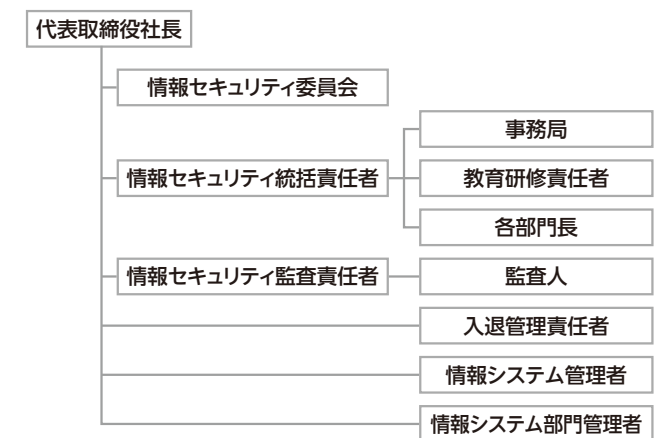 代表取締役社長
情報セキュリティ委員会
情報セキュリティ統括責任者
事務局
教育研修責任者
各部門長
情報セキュリティ監査責任者
監査人
入退管理責任者
情報システム管理者
情報システム部門管理者